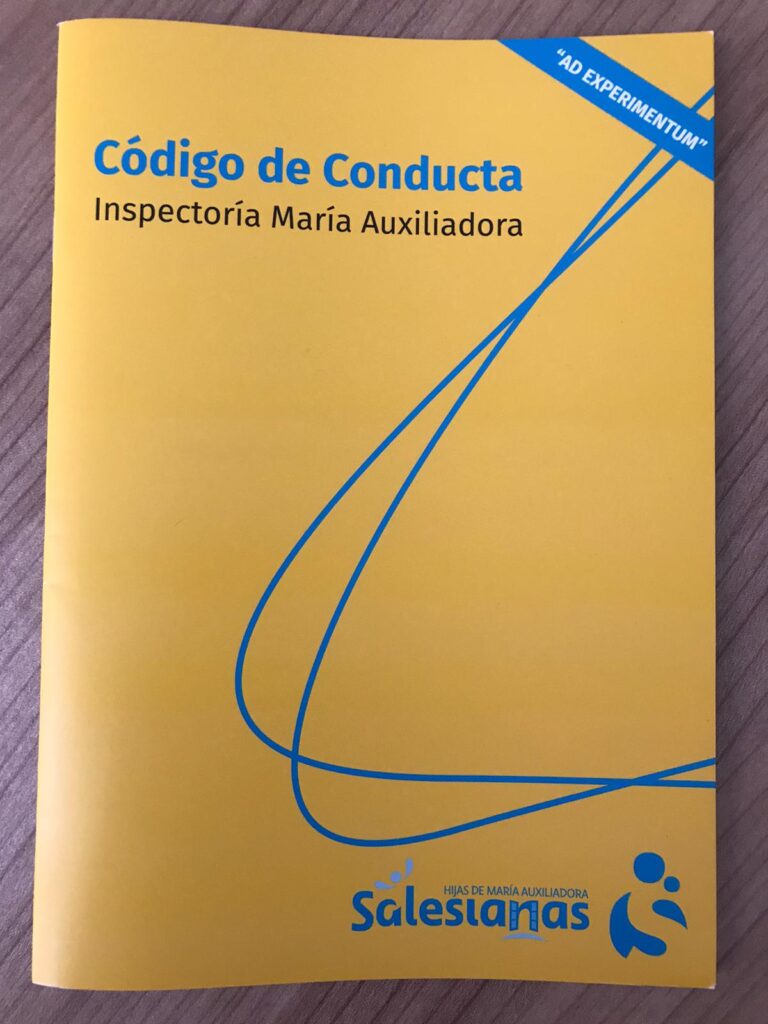 "AD EXPERIMENTUM"
Código de Conducta
Inspectoría María Auxiliadora
HIJAS DE MARÍA AUXILIADORA
Salesianas